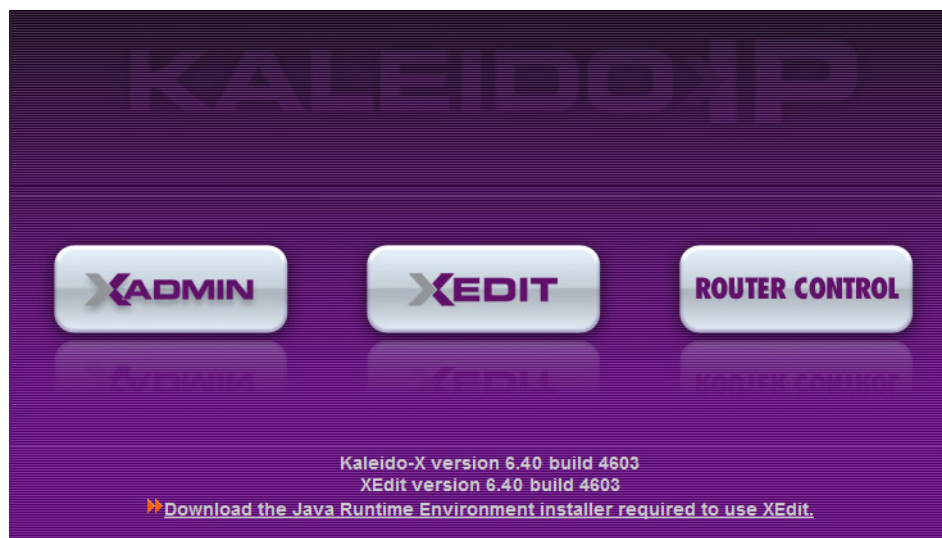 KALEIDO IP
XADMIN
XEDIT
ROUTER CONTROL
Kaleido-X version 6.40 build 4603
XEdit version 6.40 build 4603
Download the Java Runtime Environment installer required to use XEdit.